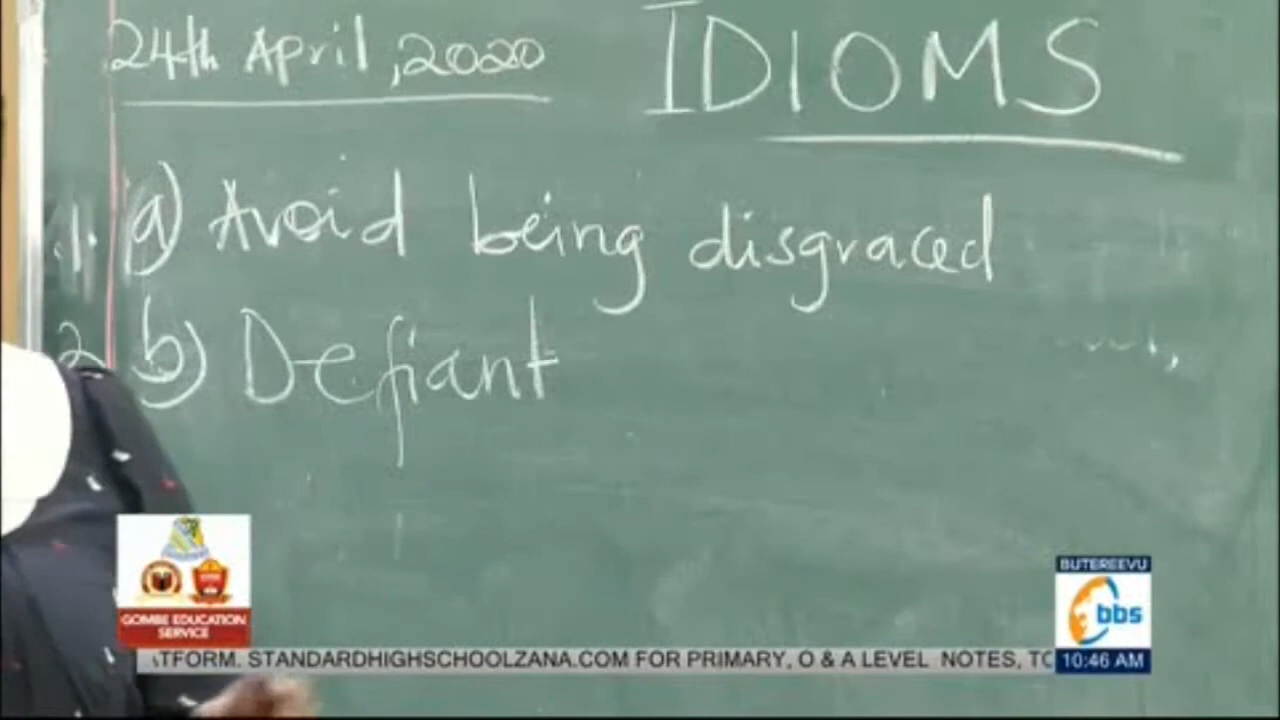 24th April, 2020 IDIOMS
1. a) Avoid being disgraced
2 b) Defiant
GOMBE EDUCATION
SERVICE
BUTEREEVU
bbs
10:46 AM
TFORM. STANDARDHIGHSCHOOLZANA.COM FOR PRIMARY, O & A LEVEL NOTES, TO